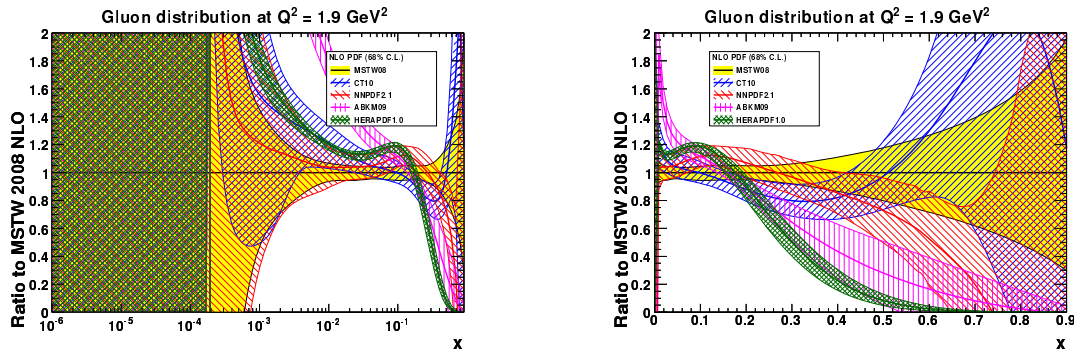 Gluon distribution at Q² = 1.9 GeV²
Ratio to MSTW 2008 NLO
2
1.8
1.6
1.4
1.2
1
0.8
0.6
0.4
0.2
0
NLO PDF (68% C.L.)
MSTW08
CT10
NNPDF2.1
ABKM09
HERAPDF1.0
10⁻⁶
10⁻⁵
10⁻⁴
10⁻³
10⁻²
10⁻¹
x
Gluon distribution at Q² = 1.9 GeV²
Ratio to MSTW 2008 NLO
2
1.8
1.6
1.4
1.2
1
0.8
0.6
0.4
0.2
0
NLO PDF (68% C.L.)
MSTW08
CT10
NNPDF2.1
ABKM09
HERAPDF1.0
0 0.1 0.2 0.3 0.4 0.5 0.6 0.7 0.8 0.9
x